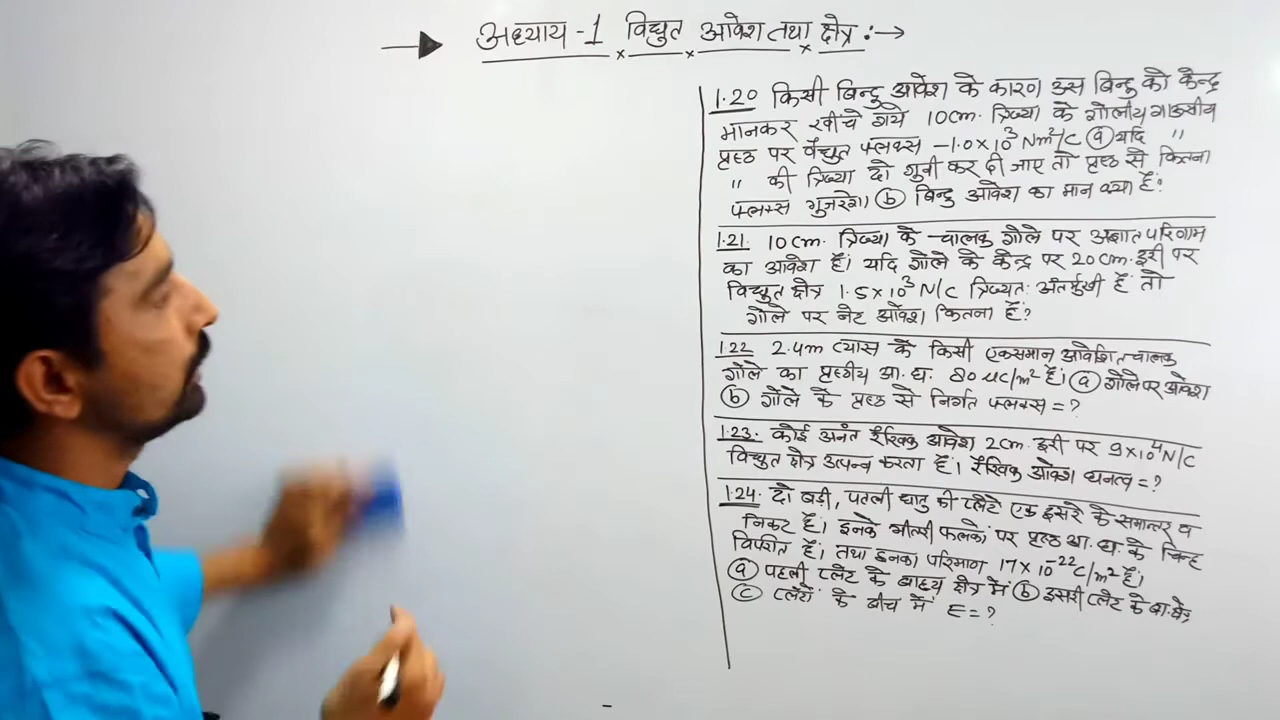 अध्याय -1 विद्युत आवेश तथा क्षेत्र :→
1.20 किसी बिन्दु आवेश के कारण उस बिन्दु को केन्द्र
मानकर खींचे गये 10cm. त्रिज्या के गोलीय गाऊसीय
पृष्ठ पर वैद्युत फ्लक्स -1.0×10³ Nm²/C ⓐ यदि "
" की त्रिज्या दो गुनी कर दी जाए तो पृष्ठ से कितना
फ्लक्स गुजरेगा ⓑ बिन्दु आवेश का मान क्या है?
1.21. 10cm. त्रिज्या के चालक गोले पर अज्ञात परिणाम
का आवेश है। यदि गोले के केन्द्र पर 20cm. दूरी पर
विद्युत क्षेत्र 1.5×10³ N/C त्रिज्यतः अंतर्मुखी है तो
गोले पर नेट आवेश कितना है?
1.22 2.4m व्यास के किसी एकसमान आवेशित चालक
गोले का पृष्ठीय आ. घ. 80 μC/m² है। ⓐ गोले पर आवेश
ⓑ गोले के पृष्ठ से निर्गत फ्लक्स = ?
1.23. कोई अनंत रैखिक आवेश 2cm. दूरी पर 9×10⁴N/C
विद्युत क्षेत्र उत्पन्न करता है। रैखिक आवेश घनत्व = ?
1.24. दो बड़ी, पतली धातु की प्लेटे एक दूसरे के समान्तर व
निकट है। इनके भीतरी फलकों पर पृष्ठ आ. घ. के चिन्ह
विपरीत है। तथा इनका परिमाण 17×10⁻²²C/m² है।
ⓐ पहली प्लेट के बाह्य क्षेत्र में ⓑ दूसरी प्लेट के बा. क्षेत्र
ⓒ प्लेटों के बीच में E = ?